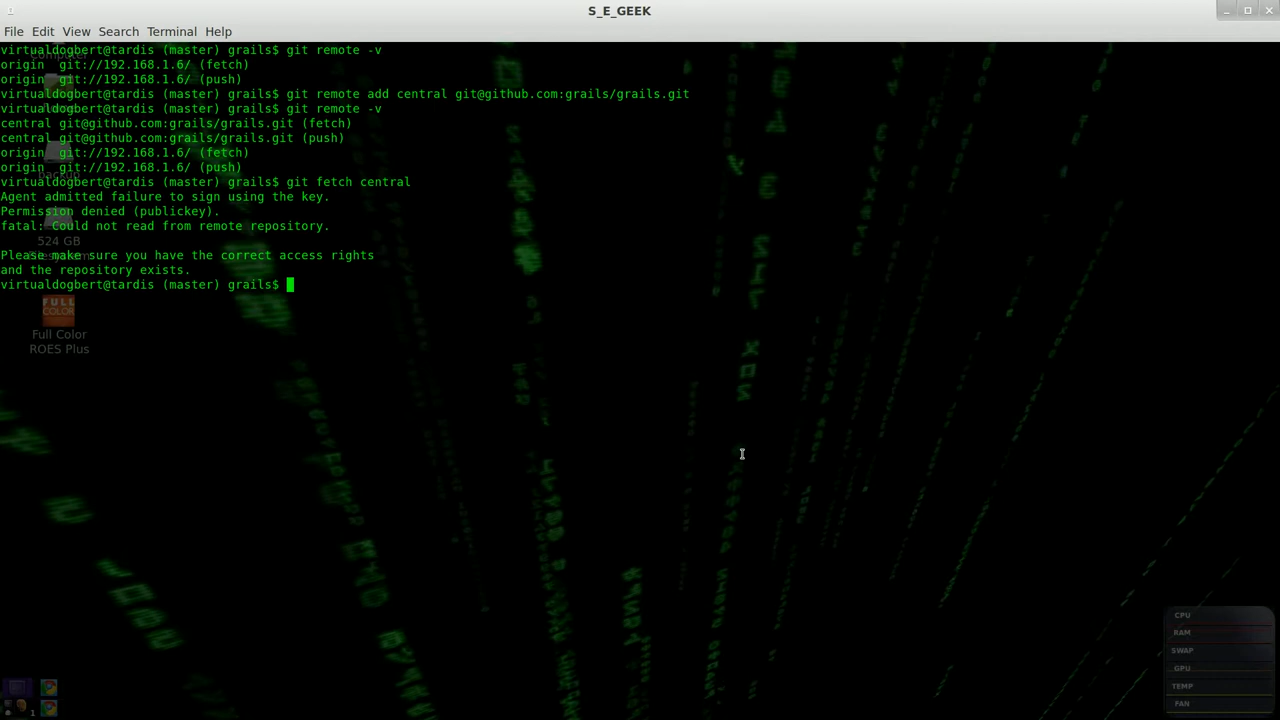 S_E_GEEK
File Edit View Search Terminal Help
virtualdogbert@tardis (master) grails$ git remote -v
origin  git://192.168.1.6/ (fetch)
origin  git://192.168.1.6/ (push)
virtualdogbert@tardis (master) grails$ git remote add central git@github.com:grails/grails.git
virtualdogbert@tardis (master) grails$ git remote -v
central git@github.com:grails/grails.git (fetch)
central git@github.com:grails/grails.git (push)
origin  git://192.168.1.6/ (fetch)
origin  git://192.168.1.6/ (push)
virtualdogbert@tardis (master) grails$ git fetch central
Agent admitted failure to sign using the key.
Permission denied (publickey).
fatal: Could not read from remote repository.
524 GB
Please make sure you have the correct access rights
and the repository exists.
virtualdogbert@tardis (master) grails$
FULL
COLOR
Full Color
ROES Plus
CPU
RAM
SWAP
GPU
TEMP
FAN
1